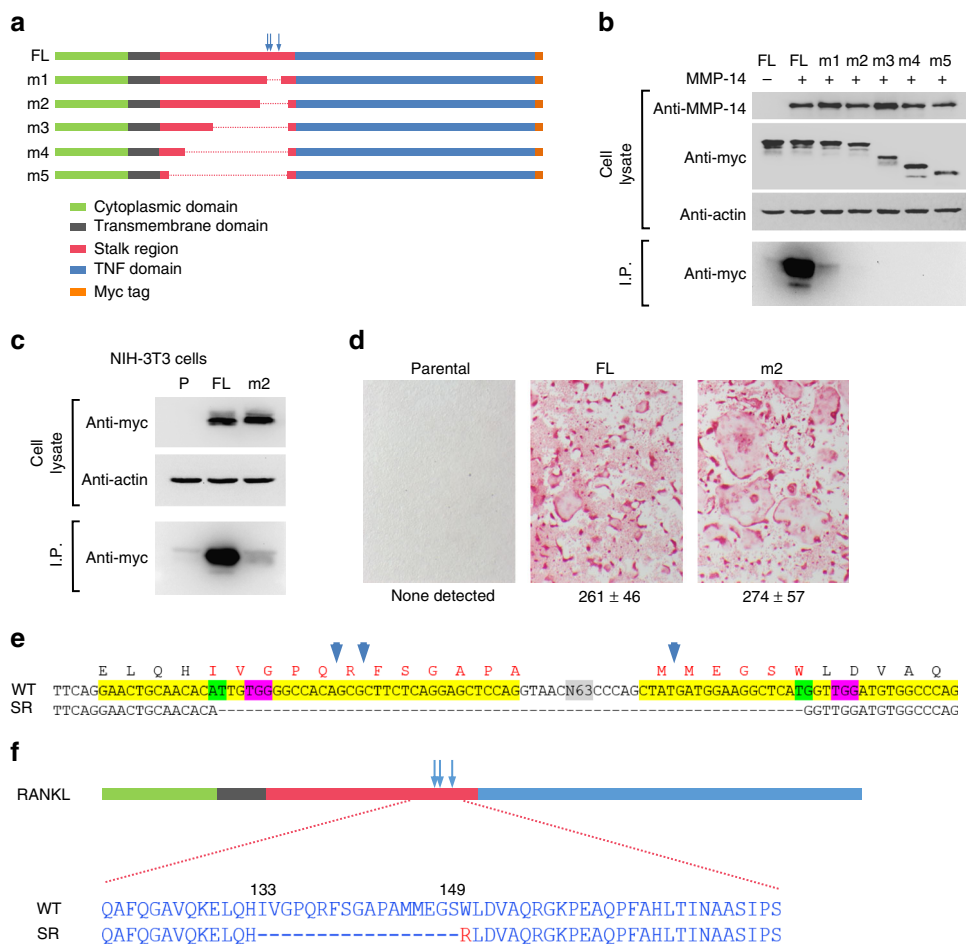 a
FL
m1
m2
m3
m4
m5
Cytoplasmic domain
Transmembrane domain
Stalk region
TNF domain
Myc tag
b
FL FL m1 m2 m3 m4 m5
MMP-14 – + + + + + +
Cell lysate
Anti-MMP-14
Anti-myc
Anti-actin
I.P.
Anti-myc
c
NIH-3T3 cells
P FL m2
Cell lysate
Anti-myc
Anti-actin
I.P.
Anti-myc
d
Parental FL m2
None detected 261 ± 46 274 ± 57
e
E L Q H I V G P Q R F S G A P A M M E G S W L D V A Q
WT TTCAGGAACTGCAACACATTGTGGGGCCACAGCGCTTCTCAGGAGCTCCAGGTAACN63CCCAGCTATGATGGAAGGCTCATGGTTGGATGTGGCCCAG
SR TTCAGGAACTGCAACACA----------------------------------------------------------------GGTTGGATGTGGCCCAG
f
RANKL
133 149
WT QAFQGAVQKELQHIVGPQRFSGAPAMMEGSWLDVAQRGKPEAQPFAHLTINAASIPS
SR QAFQGAVQKELQH-----------------RLDVAQRGKPEAQPFAHLTINAASIPS